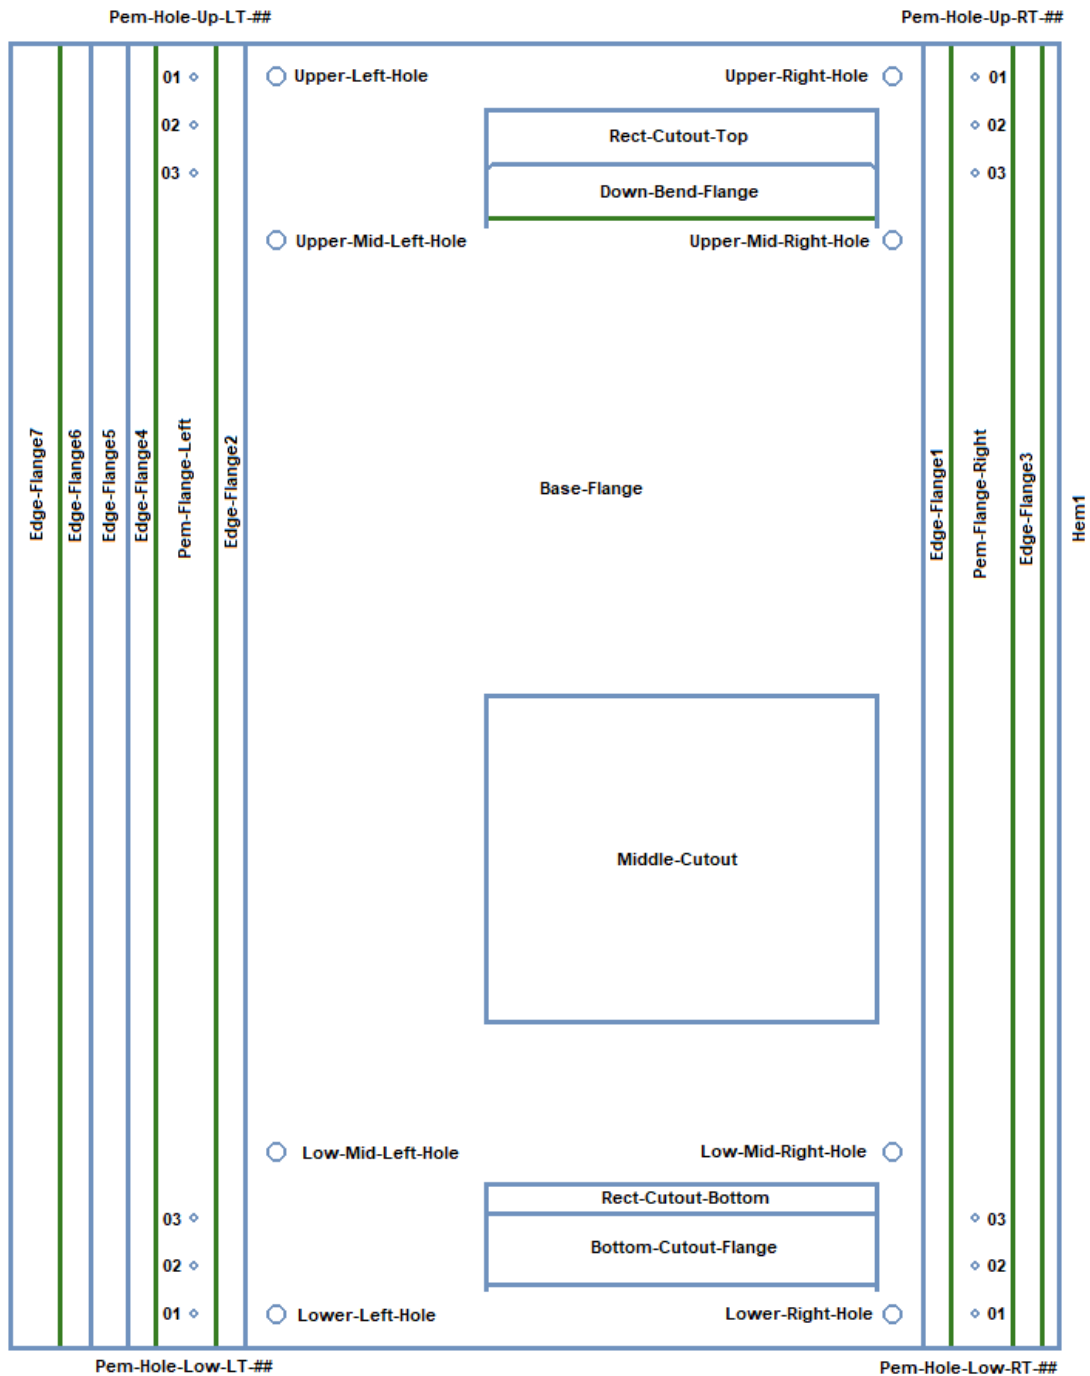 Pem-Hole-Up-LT-##
Pem-Hole-Up-RT-##
01
Upper-Left-Hole
Upper-Right-Hole
01
02
Rect-Cutout-Top
02
03
Down-Bend-Flange
03
Upper-Mid-Left-Hole
Upper-Mid-Right-Hole
Edge-Flange7
Edge-Flange6
Edge-Flange5
Edge-Flange4
Pem-Flange-Left
Edge-Flange2
Base-Flange
Edge-Flange1
Pem-Flange-Right
Edge-Flange3
Hem1
Middle-Cutout
Low-Mid-Left-Hole
Low-Mid-Right-Hole
Rect-Cutout-Bottom
03
Bottom-Cutout-Flange
03
02
02
01
Lower-Left-Hole
Lower-Right-Hole
01
Pem-Hole-Low-LT-##
Pem-Hole-Low-RT-##